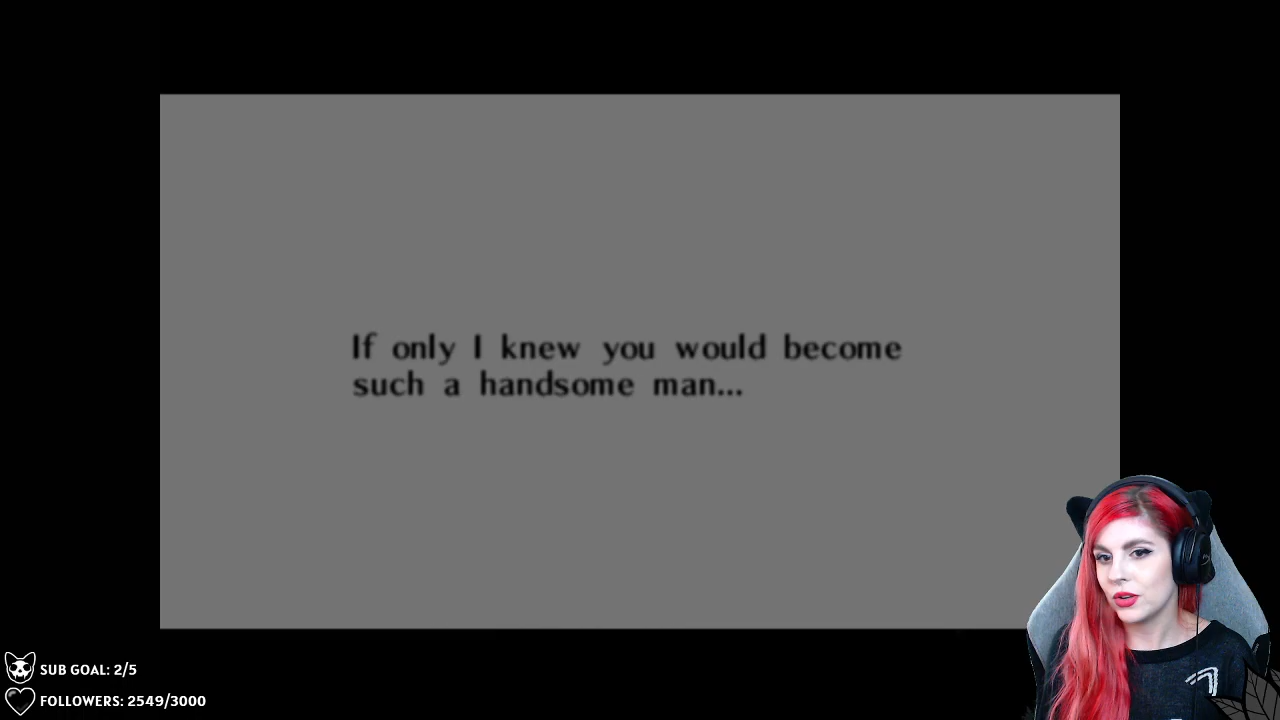 If only I knew you would become
such a handsome man...
SUB GOAL: 2/5
FOLLOWERS: 2549/3000